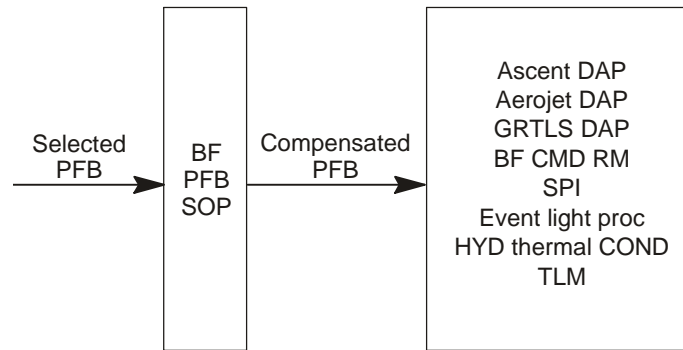 Selected
PFB
BF
PFB
SOP
Compensated
PFB
Ascent DAP
Aerojet DAP
GRTLS DAP
BF CMD RM
SPI
Event light proc
HYD thermal COND
TLM